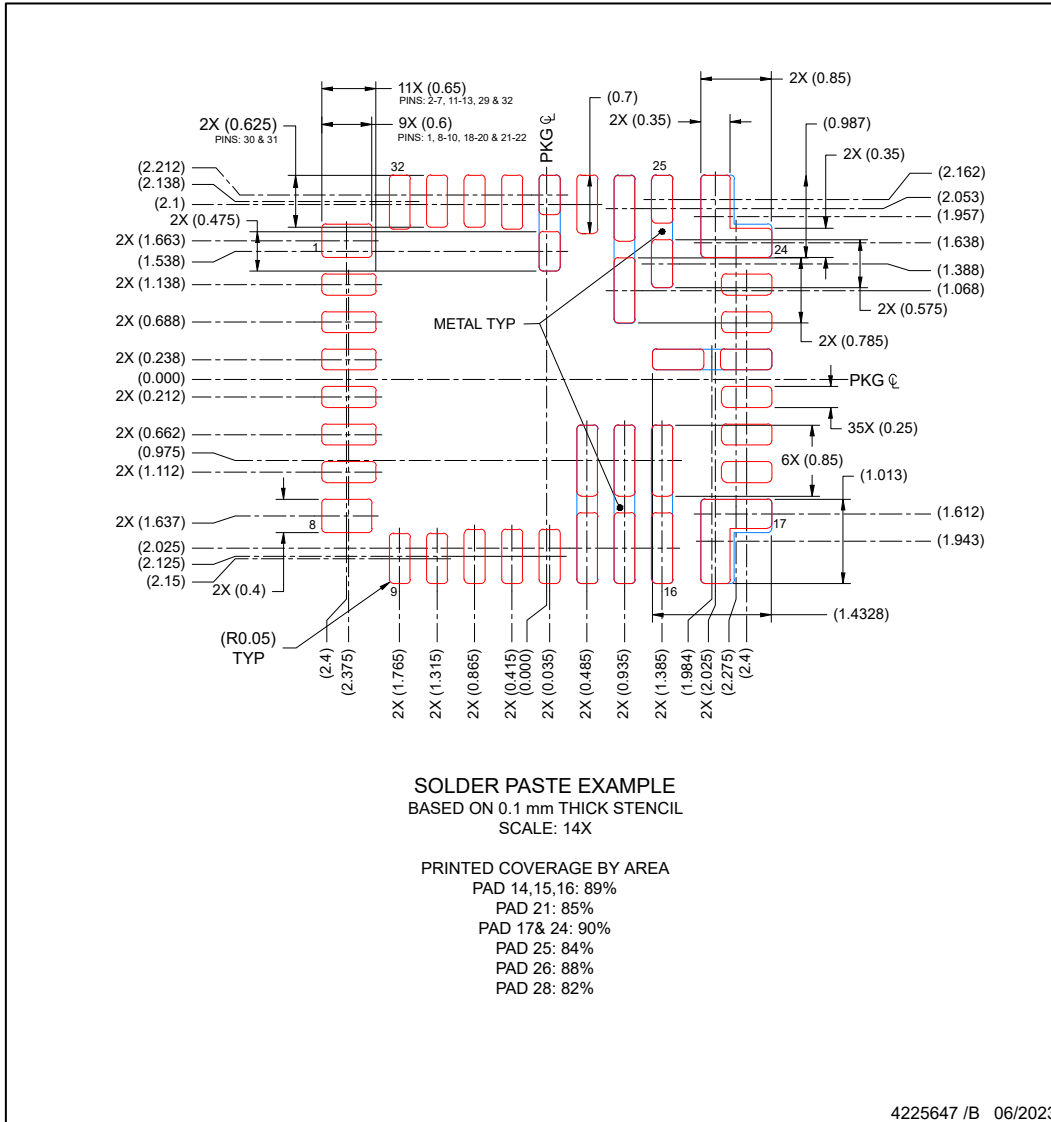 11X (0.65)
PINS: 2-7, 11-13, 29 & 32
2X (0.85)
(0.7)
2X (0.625)
PINS: 30 & 31
9X (0.6)
PINS: 1, 8-10, 18-20 & 21-22
PKG ℄
2X (0.35)
(0.987)
2X (0.35)
(2.212)
(2.138)
(2.1)
2X (0.475)
2X (1.663)
(1.538)
2X (1.138)
2X (0.688)
2X (0.238)
(0.000)
2X (0.212)
2X (0.662)
(0.975)
2X (1.112)
2X (1.637)
(2.025)
(2.125)
(2.15)
2X (0.4)
32
25
1
24
8
17
9
16
METAL TYP
(2.162)
(2.053)
(1.957)
(1.638)
(1.388)
(1.068)
2X (0.575)
2X (0.785)
PKG ℄
35X (0.25)
6X (0.85)
(1.013)
(1.612)
(1.943)
(1.4328)
(R0.05)
TYP
(2.4)
(2.375)
2X (1.765)
2X (1.315)
2X (0.865)
2X (0.415)
(0.000)
2X (0.035)
2X (0.485)
2X (0.935)
2X (1.385)
(1.984)
2X (2.025)
(2.275)
(2.4)
SOLDER PASTE EXAMPLE
BASED ON 0.1 mm THICK STENCIL
SCALE: 14X
PRINTED COVERAGE BY AREA
PAD 14,15,16: 89%
PAD 21: 85%
PAD 17& 24: 90%
PAD 25: 84%
PAD 26: 88%
PAD 28: 82%
4225647 /B 06/2023